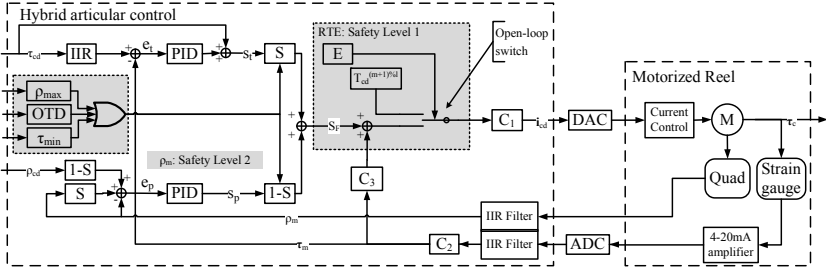 Hybrid articular control
RTE: Safety Level 1
Open-loop
switch
Motorized Reel
τcd
IIR
+
-
et
PID
+
+
St
S
E
Tcd(m+1)%l
ρmax
OTD
τmin
+
+
SF
+
+
C1
icd
DAC
Current
Control
M
τc
ρm: Safety Level 2
ρcd
1-S
S
+
+
-
ep
PID
Sp
1-S
C3
Quad
Strain
gauge
ρm
IIR Filter
τm
C2
IIR Filter
ADC
4-20mA
amplifier